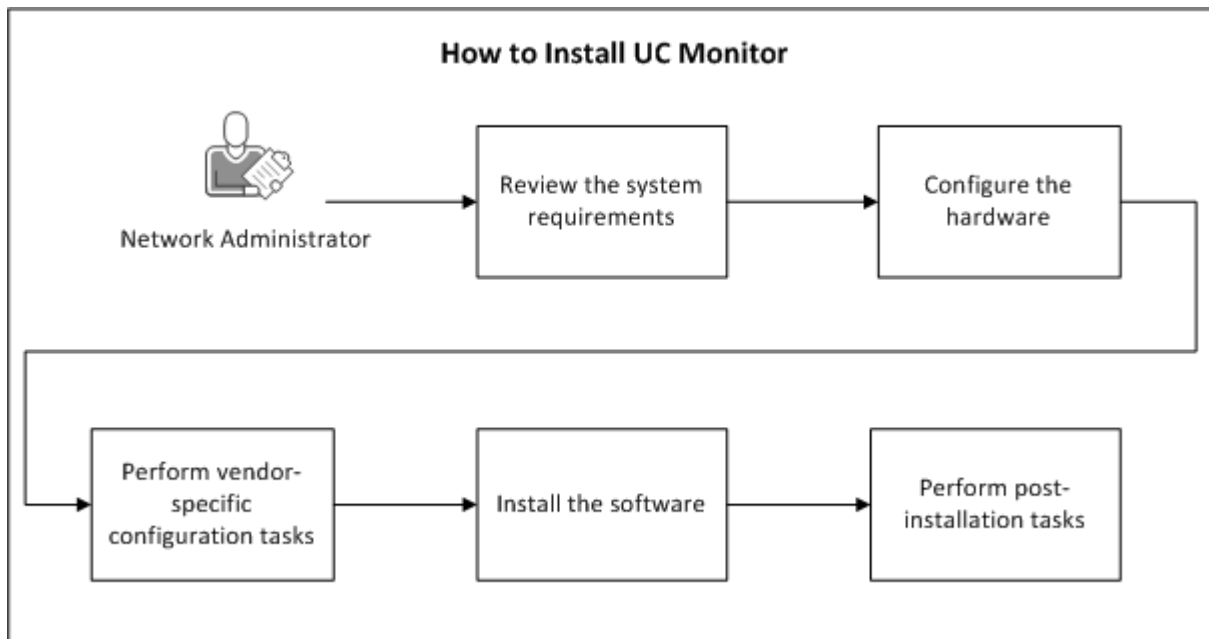 How to Install UC Monitor
Network Administrator
Review the system
requirements
Configure the
hardware
Perform vendor-
specific
configuration tasks
Install the software
Perform post-
installation tasks